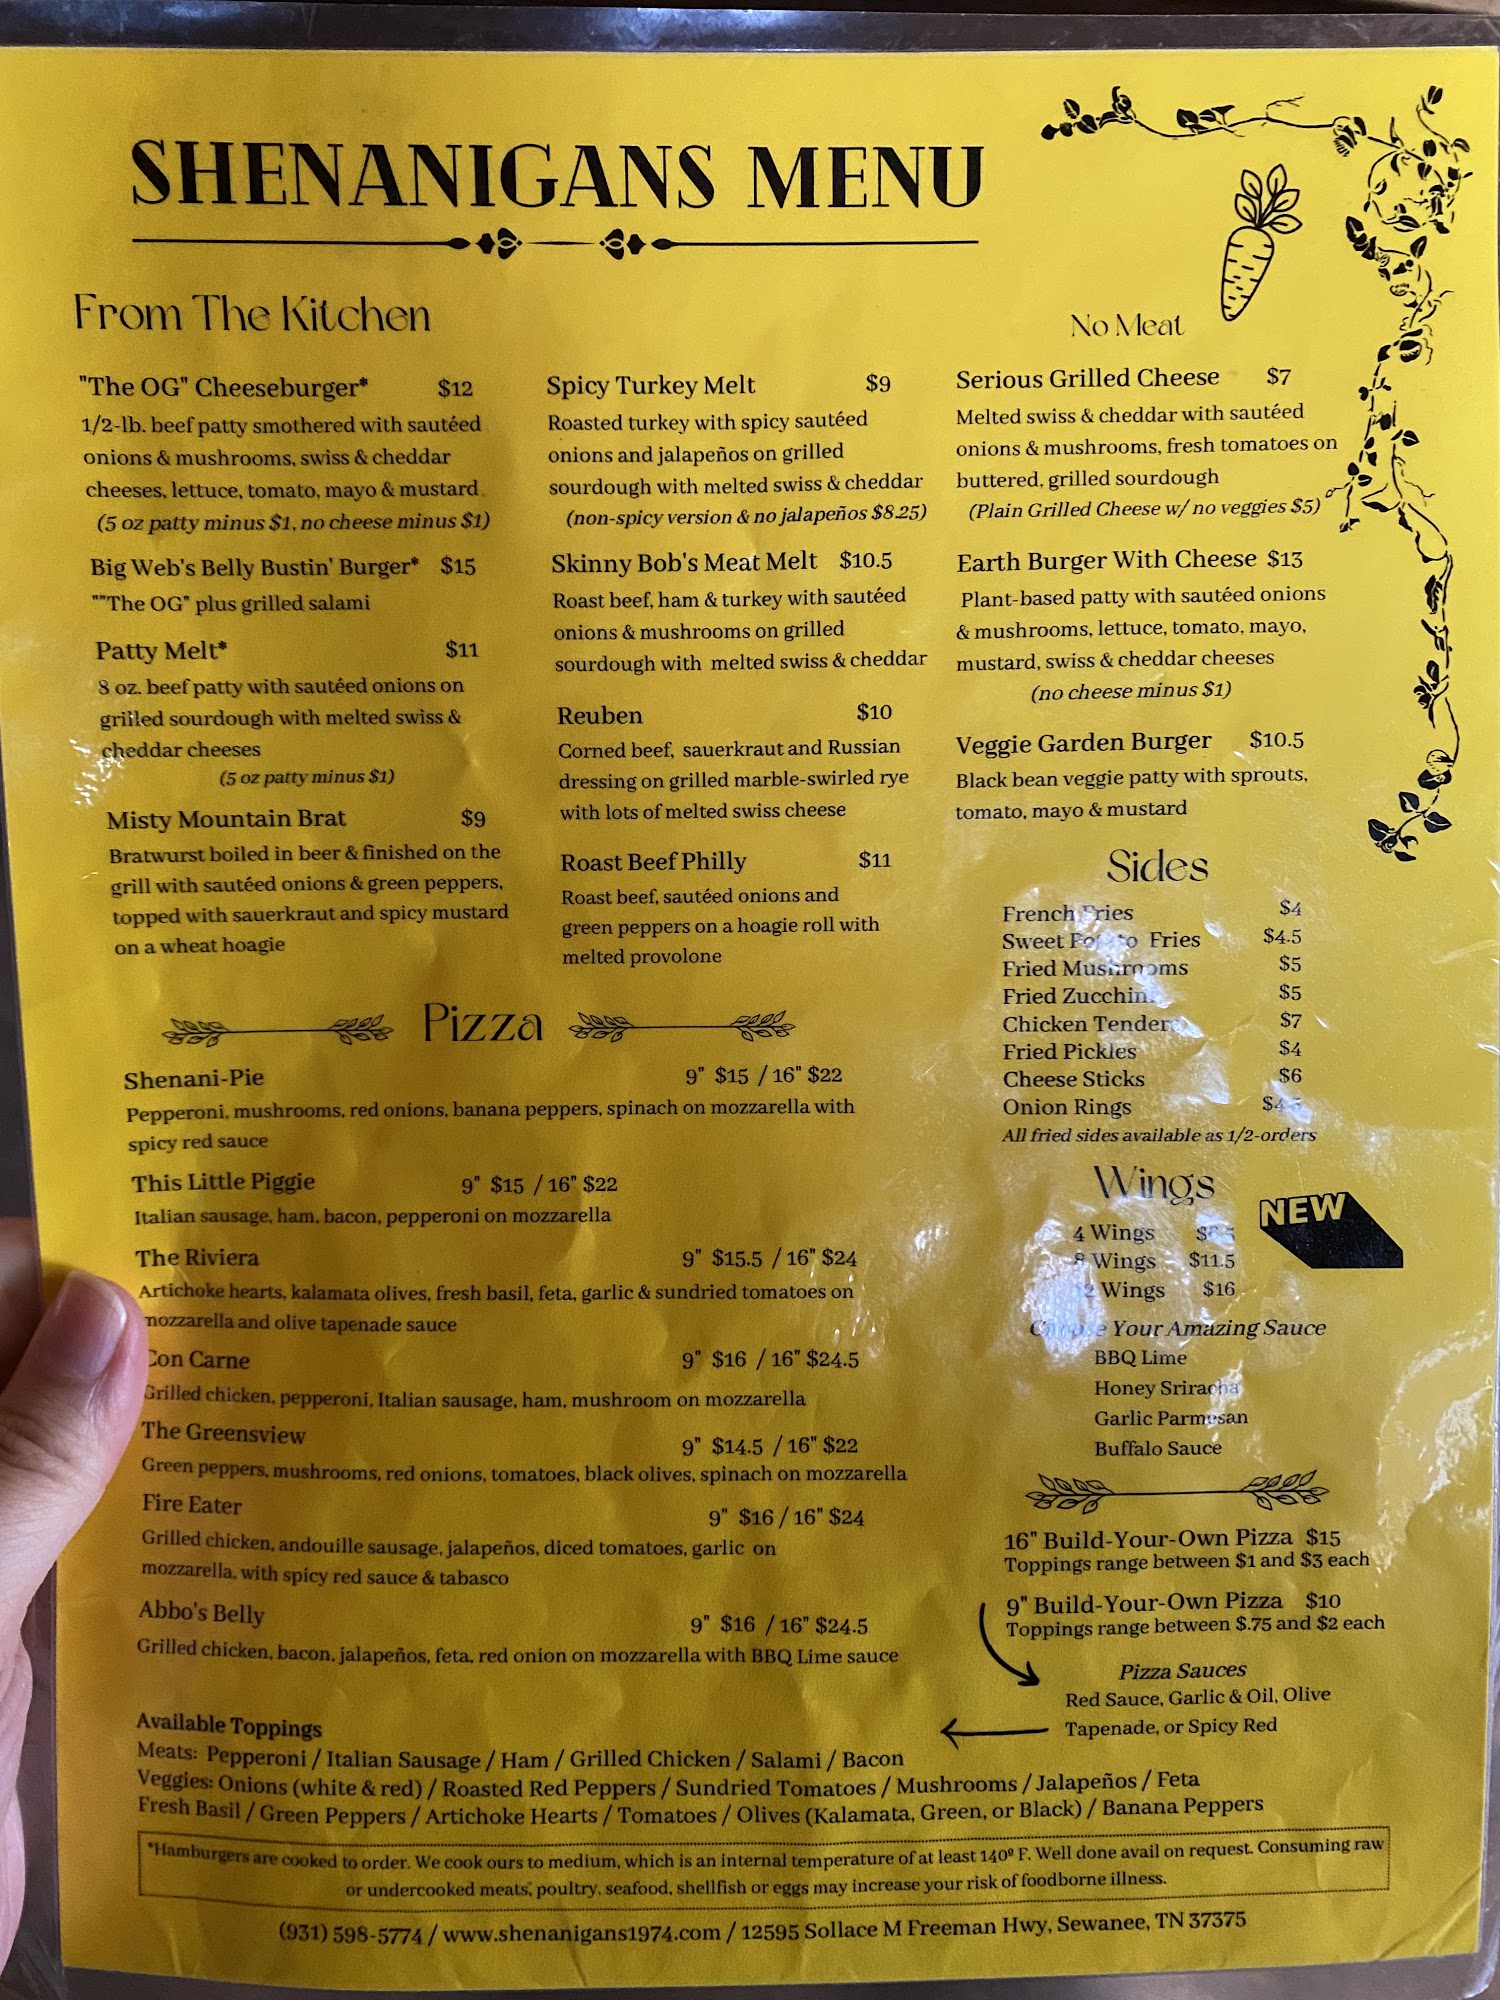 SHENANIGANS MENU
From The Kitchen
"The OG" Cheeseburger* $12
1/2-lb. beef patty smothered with sautéed
onions & mushrooms, swiss & cheddar
cheeses, lettuce, tomato, mayo & mustard
(5 oz patty minus $1, no cheese minus $1)
Big Web's Belly Bustin' Burger* $15
""The OG" plus grilled salami
Patty Melt* $11
8 oz. beef patty with sautéed onions on
grilled sourdough with melted swiss &
cheddar cheeses
(5 oz patty minus $1)
Misty Mountain Brat $9
Bratwurst boiled in beer & finished on the
grill with sautéed onions & green peppers,
topped with sauerkraut and spicy mustard
on a wheat hoagie
Spicy Turkey Melt $9
Roasted turkey with spicy sautéed
onions and jalapeños on grilled
sourdough with melted swiss & cheddar
(non-spicy version & no jalapeños $8.25)
Skinny Bob's Meat Melt $10.5
Roast beef, ham & turkey with sautéed
onions & mushrooms on grilled
sourdough with melted swiss & cheddar
Reuben $10
Corned beef, sauerkraut and Russian
dressing on grilled marble-swirled rye
with lots of melted swiss cheese
Roast Beef Philly $11
Roast beef, sautéed onions and
green peppers on a hoagie roll with
melted provolone
No Meat
Serious Grilled Cheese $7
Melted swiss & cheddar with sautéed
onions & mushrooms, fresh tomatoes on
buttered, grilled sourdough
(Plain Grilled Cheese w/ no veggies $5)
Earth Burger With Cheese $13
Plant-based patty with sautéed onions
& mushrooms, lettuce, tomato, mayo,
mustard, swiss & cheddar cheeses
(no cheese minus $1)
Veggie Garden Burger $10.5
Black bean veggie patty with sprouts,
tomato, mayo & mustard
Sides
French Fries $4
Sweet Potato Fries $4.5
Fried Mushrooms $5
Fried Zucchini $5
Chicken Tenders $7
Fried Pickles $4
Cheese Sticks $6
Onion Rings
All fried sides available as 1/2-orders
Wings
NEW
4 Wings
8 Wings $11.5
Wings $16
Choose Your Amazing Sauce
BBQ Lime
Honey Sriracha
Garlic Parmesan
Buffalo Sauce
Pizza
Shenani-Pie 9" $15 / 16" $22
Pepperoni, mushrooms, red onions, banana peppers, spinach on mozzarella with
spicy red sauce
This Little Piggie 9" $15 / 16" $22
Italian sausage, ham, bacon, pepperoni on mozzarella
The Riviera 9" $15.5 / 16" $24
Artichoke hearts, kalamata olives, fresh basil, feta, garlic & sundried tomatoes on
mozzarella and olive tapenade sauce
Con Carne 9" $16 / 16" $24.5
Grilled chicken, pepperoni, Italian sausage, ham, mushroom on mozzarella
The Greensview 9" $14.5 / 16" $22
Green peppers, mushrooms, red onions, tomatoes, black olives, spinach on mozzarella
Fire Eater 9" $16 / 16" $24
Grilled chicken, andouille sausage, jalapeños, diced tomatoes, garlic on
mozzarella, with spicy red sauce & tabasco
Abbo's Belly 9" $16 / 16" $24.5
Grilled chicken, bacon, jalapeños, feta, red onion on mozzarella with BBQ Lime sauce
16" Build-Your-Own Pizza $15
Toppings range between $1 and $3 each
9" Build-Your-Own Pizza $10
Toppings range between $.75 and $2 each
Pizza Sauces
Red Sauce, Garlic & Oil, Olive
Tapenade, or Spicy Red
Available Toppings
Meats: Pepperoni / Italian Sausage / Ham / Grilled Chicken / Salami / Bacon
Veggies: Onions (white & red) / Roasted Red Peppers / Sundried Tomatoes / Mushrooms / Jalapeños / Feta
Fresh Basil / Green Peppers / Artichoke Hearts / Tomatoes / Olives (Kalamata, Green, or Black) / Banana Peppers
*Hamburgers are cooked to order. We cook ours to medium, which is an internal temperature of at least 140º F. Well done avail on request. Consuming raw
or undercooked meats, poultry, seafood, shellfish or eggs may increase your risk of foodborne illness.
(931) 598-5774 / www.shenanigans1974.com / 12595 Sollace M Freeman Hwy, Sewanee, TN 37375